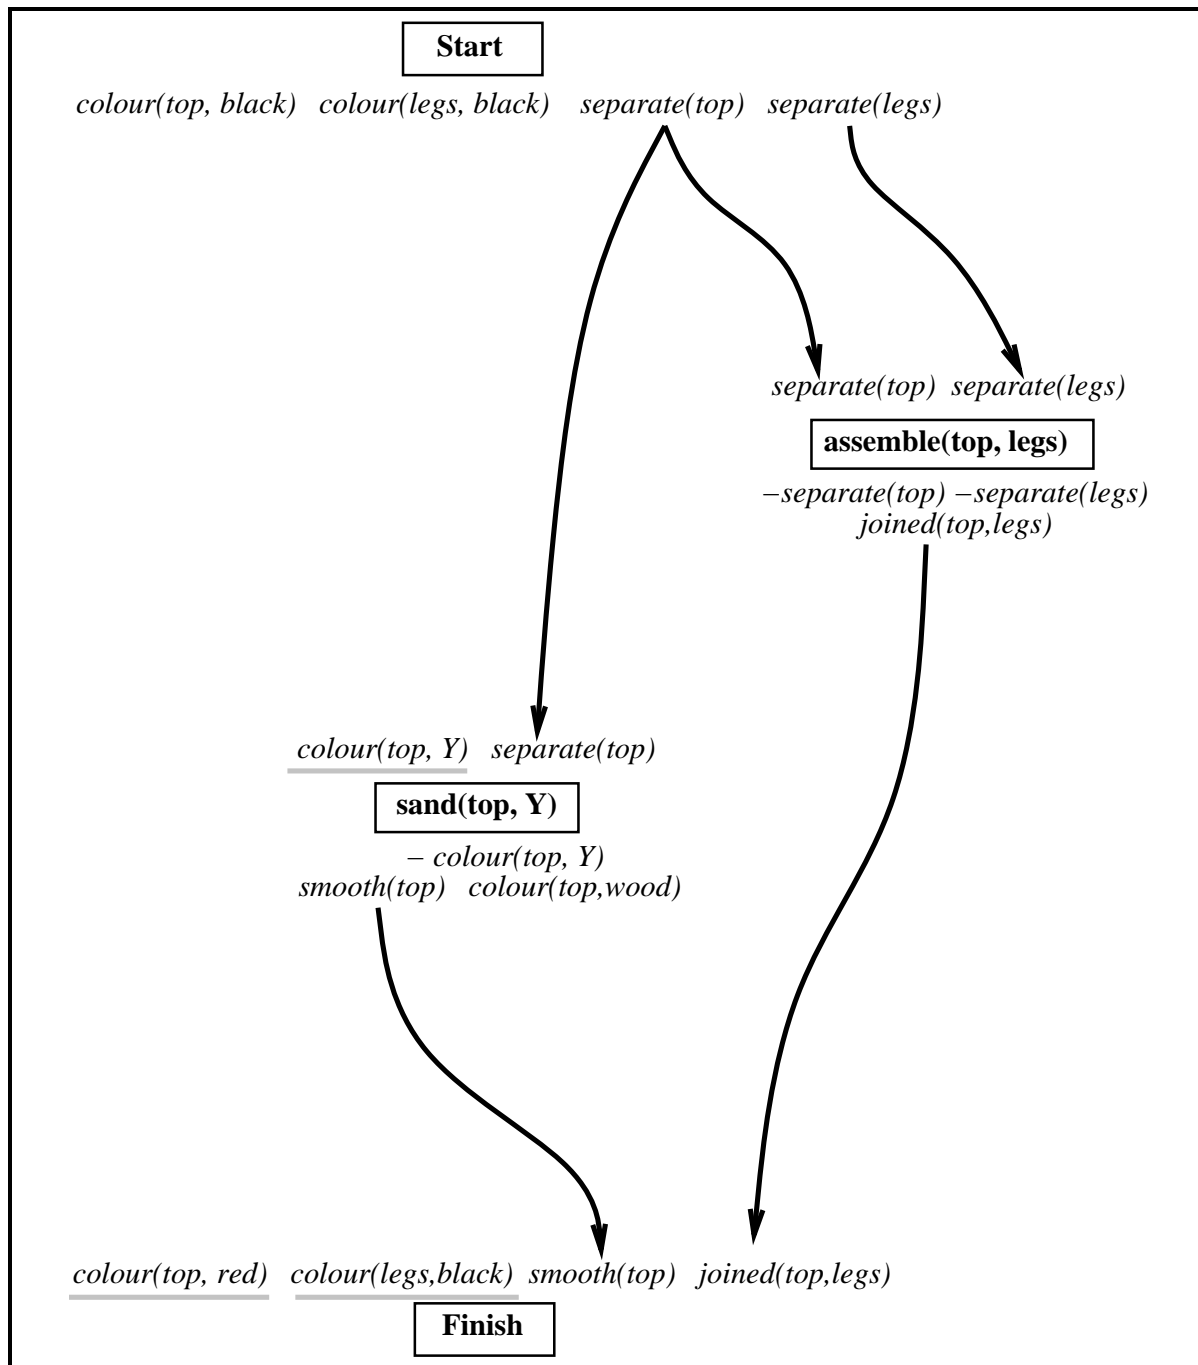 Start
colour(top, black) colour(legs, black) separate(top) separate(legs)
separate(top) separate(legs)
assemble(top, legs)
−separate(top) −separate(legs)
joined(top,legs)
colour(top, Y) separate(top)
sand(top, Y)
− colour(top, Y)
smooth(top) colour(top,wood)
colour(top, red) colour(legs,black) smooth(top) joined(top,legs)
Finish